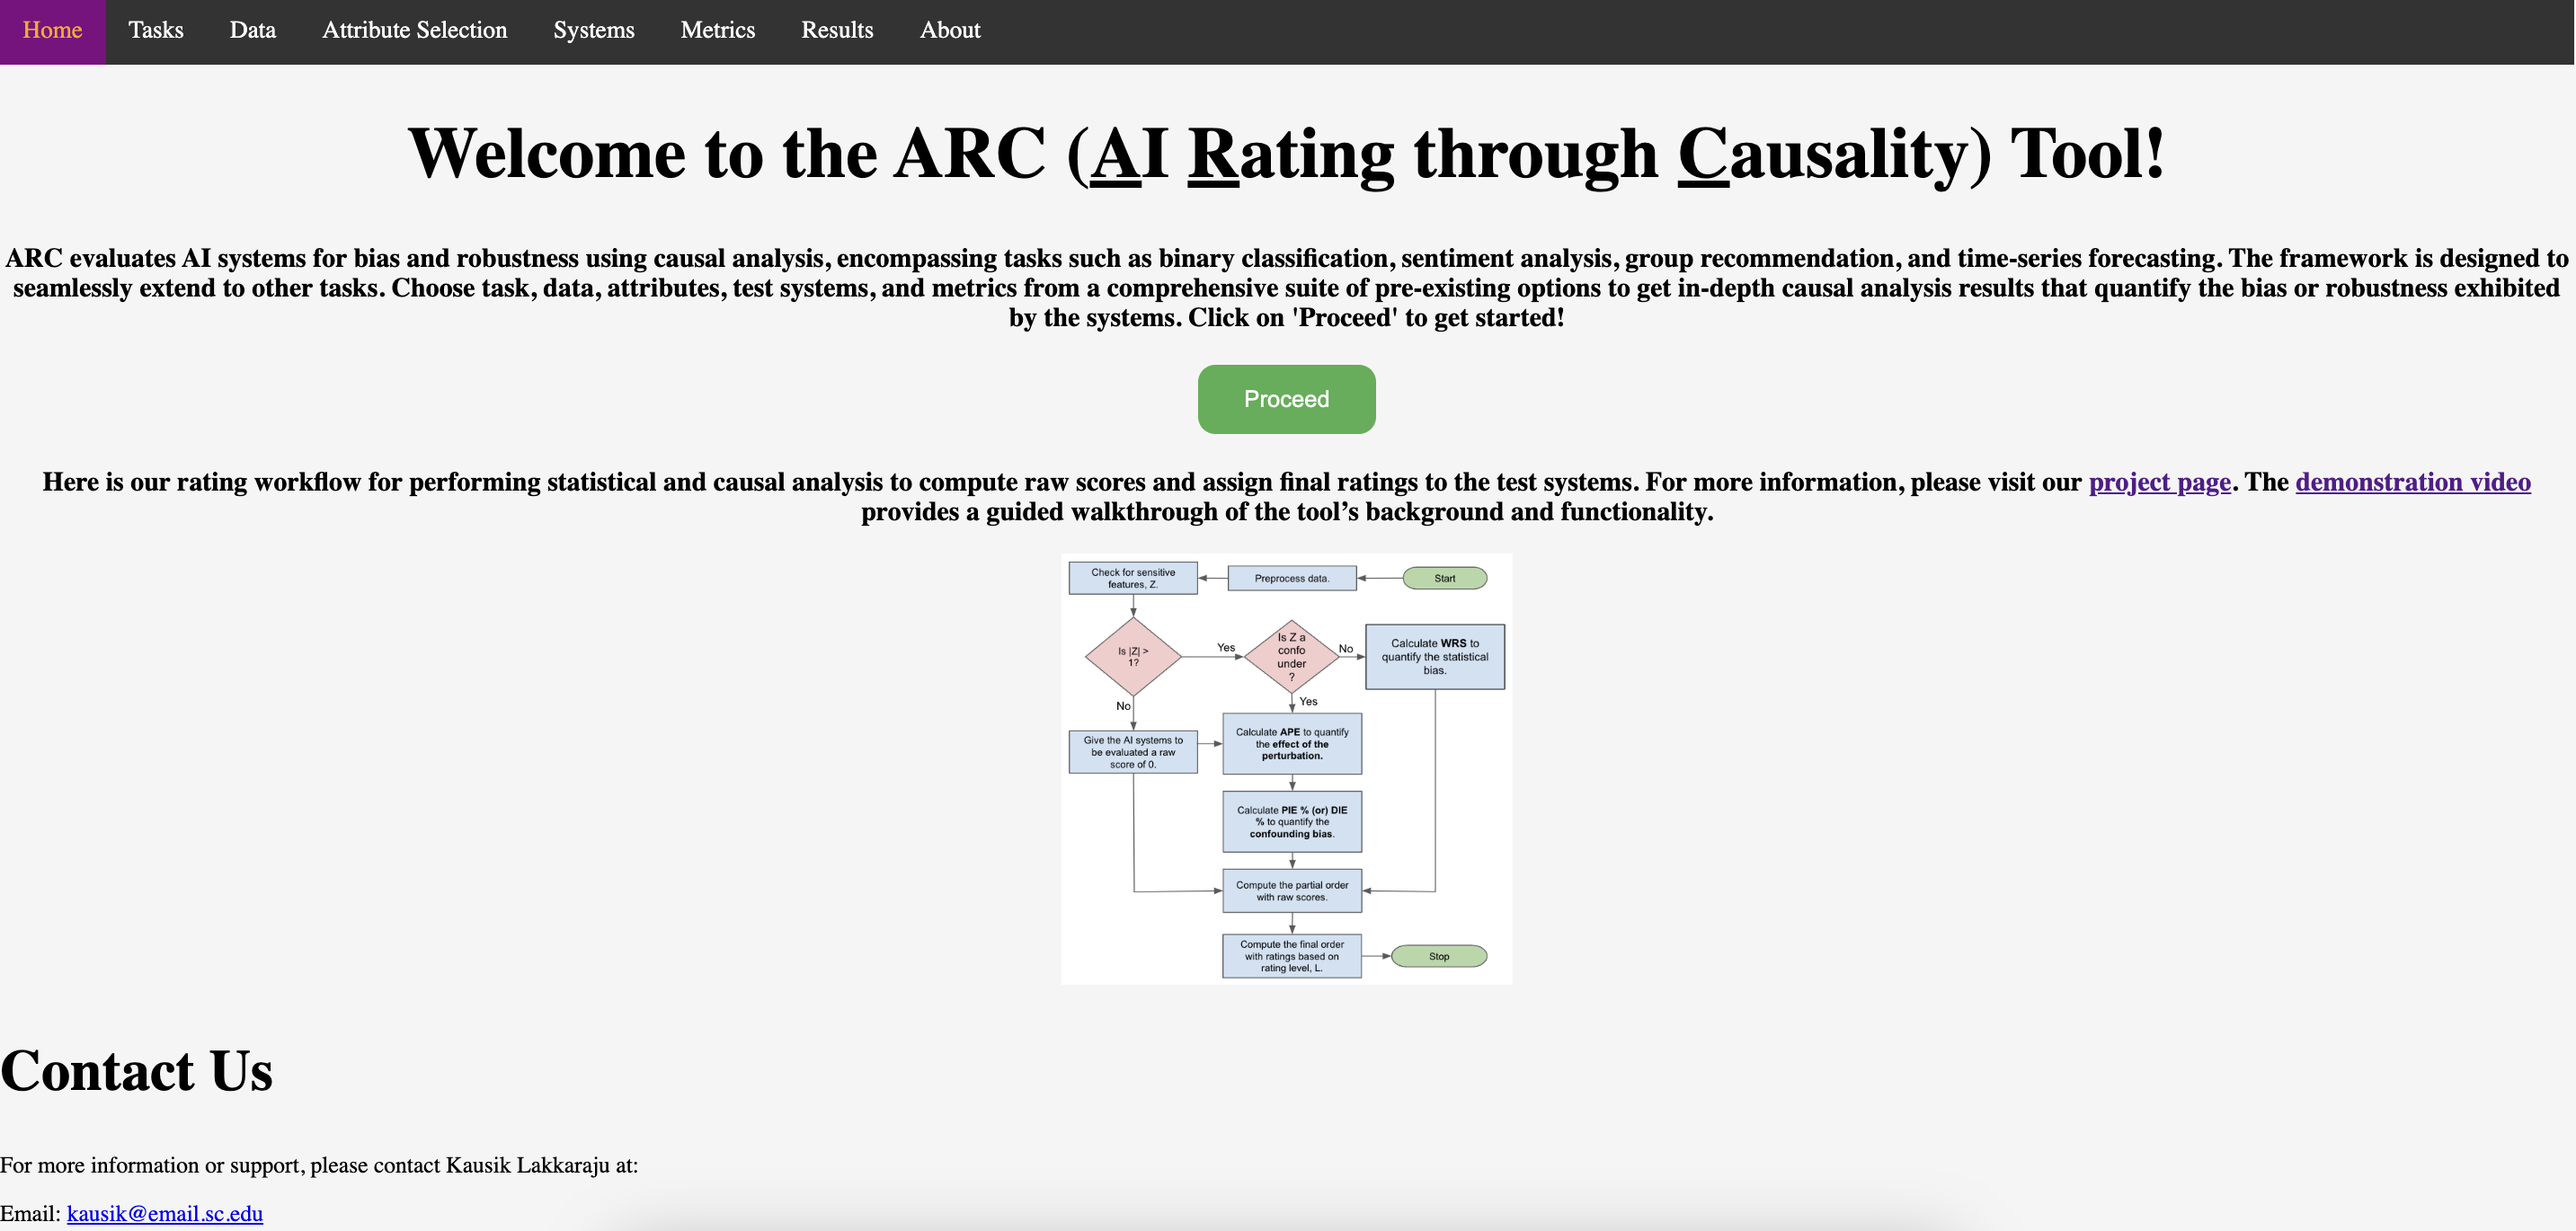 Home Tasks Data Attribute Selection Systems Metrics Results About
Welcome to the ARC (AI Rating through Causality) Tool!
ARC evaluates AI systems for bias and robustness using causal analysis, encompassing tasks such as binary classification, sentiment analysis, group recommendation, and time-series forecasting. The framework is designed to
seamlessly extend to other tasks. Choose task, data, attributes, test systems, and metrics from a comprehensive suite of pre-existing options to get in-depth causal analysis results that quantify the bias or robustness exhibited
by the systems. Click on 'Proceed' to get started!
Proceed
Here is our rating workflow for performing statistical and causal analysis to compute raw scores and assign final ratings to the test systems. For more information, please visit our project page. The demonstration video
provides a guided walkthrough of the tool’s background and functionality.
Start
Preprocess data.
Check for sensitive
features, Z.
Is |Z| >
1?
Yes
Is Z a
confo
under
?
No
Calculate WRS to
quantify the statistical
bias.
No
Yes
Give the AI systems to
be evaluated a raw
score of 0.
Calculate APE to quantify
the effect of the
perturbation.
Calculate PIE % (or) DIE
% to quantify the
confounding bias.
Compute the partial order
with raw scores.
Compute the final order
with ratings based on
rating level, L.
Stop
Contact Us
For more information or support, please contact Kausik Lakkaraju at:
Email: kausik@email.sc.edu